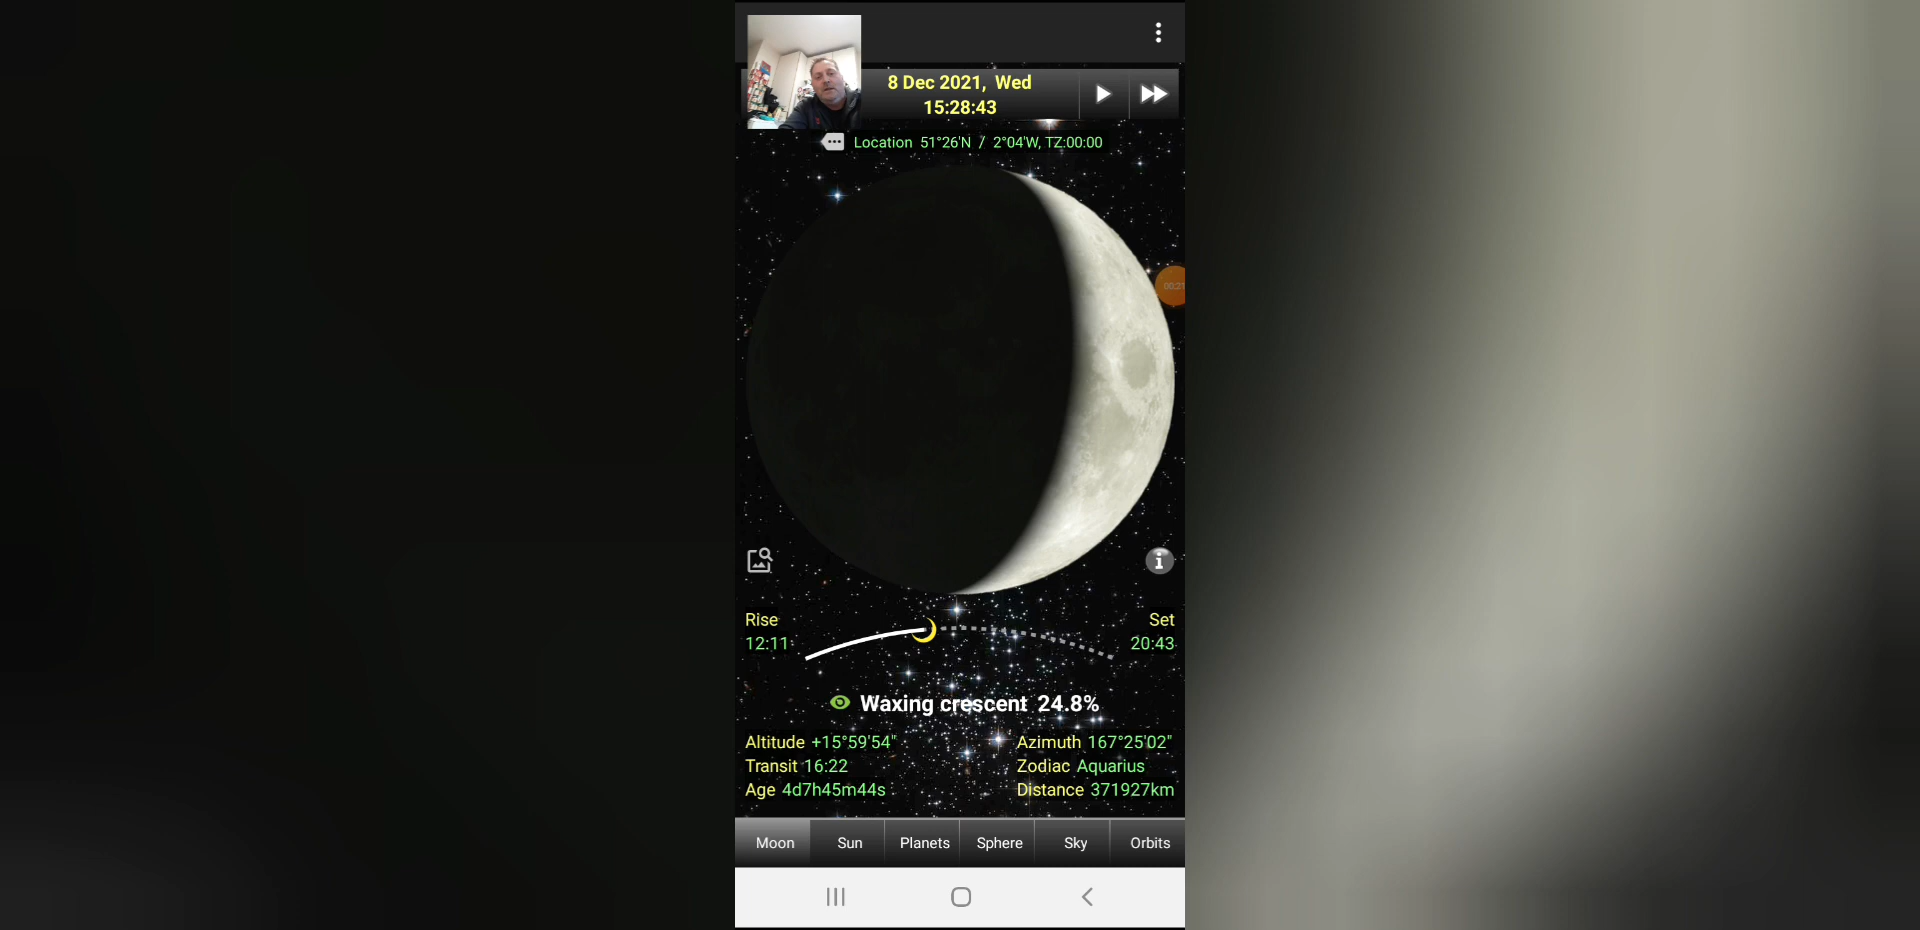 8 Dec 2021, Wed
15:28:43
Location 51°26'N / 2°04'W, TZ:00:00
00:21
Rise
12:11
Set
20:43
Waxing crescent 24.8%
Altitude +15°59'54"
Azimuth 167°25'02"
Transit 16:22
Zodiac Aquarius
Age 4d7h45m44s
Distance 371927km
Moon Sun Planets Sphere Sky Orbits